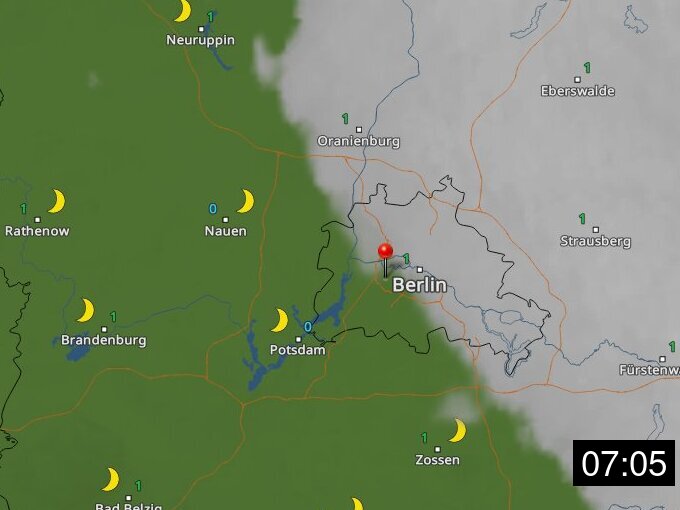 1
Neuruppin
1
Eberswalde
1
Oranienburg
1
Rathenow
0
Nauen
1
Strausberg
1
Berlin
1
Brandenburg
0
Potsdam
1
Fürstenwa
1
Zossen
07:05
1
Bad Belzig